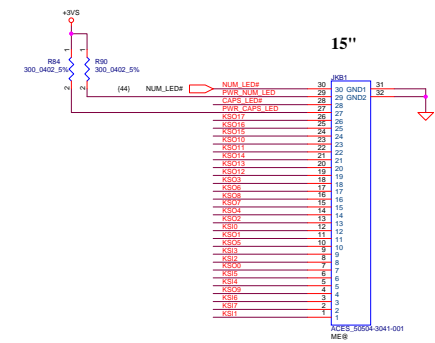 +3VS
15"
1 1
R84 R90
300_0402_5% 300_0402_5%
2 2
(44) NUM_LED#
JKB1
NUM_LED# 30 30 GND1 31
PWR_NUM_LED 29 29 GND2 32
CAPS_LED# 28 28
PWR_CAPS_LED 27 27
KSO17 26 26
KSO16 25 25
KSO15 24 24
KSO10 23 23
KSO11 22 22
KSO14 21 21
KSO13 20 20
KSO12 19 19
KSO3 18 18
KSO6 17 17
KSO8 16 16
KSO7 15 15
KSO4 14 14
KSO2 13 13
KSI0 12 12
KSO1 11 11
KSO5 10 10
KSI3 9 9
KSI2 8 8
KSO0 7 7
KSI5 6 6
KSI4 5 5
KSO9 4 4
KSI6 3 3
KSI7 2 2
KSI1 1 1
ACES_50504-3041-001
ME@